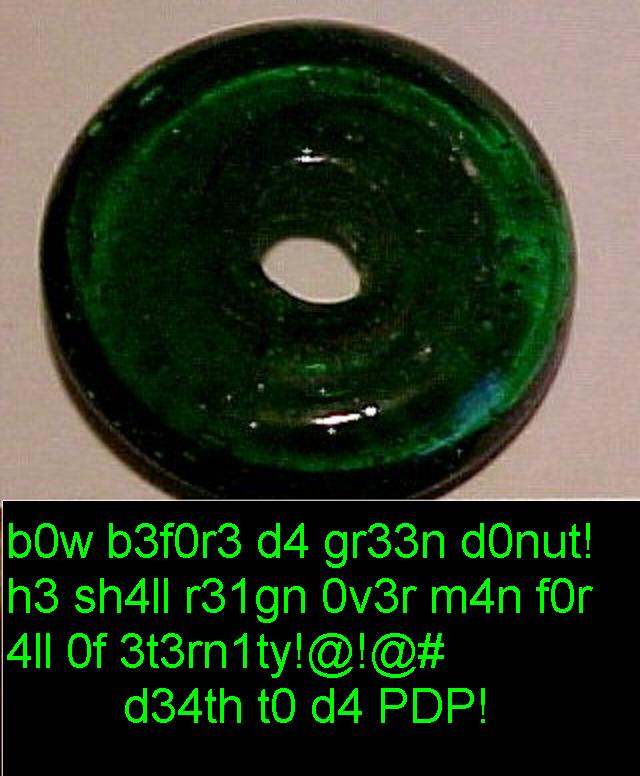 b0w b3f0r3 d4 gr33n d0nut!
h3 sh4ll r31gn 0v3r m4n f0r
4ll 0f 3t3rn1ty!@!@#
d34th t0 d4 PDP!